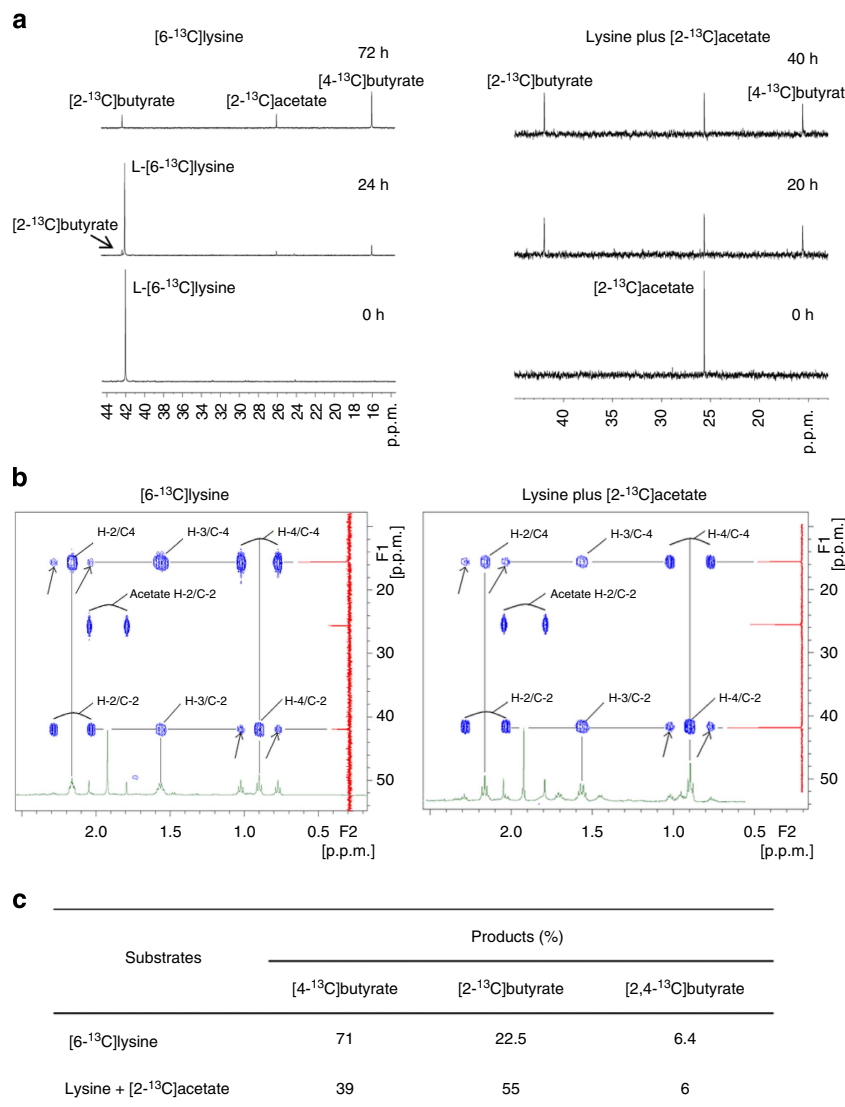 a
[6-¹³C]lysine
72 h
[4-¹³C]butyrate
[2-¹³C]butyrate
[2-¹³C]acetate
L-[6-¹³C]lysine
24 h
[2-¹³C]butyrate
L-[6-¹³C]lysine
0 h
44 42 40 38 36 34 32 30 28 26 24 22 20 18 16 p.p.m.
Lysine plus [2-¹³C]acetate
40 h
[2-¹³C]butyrate
[4-¹³C]butyrat
20 h
[2-¹³C]acetate
0 h
40 35 30 25 20 p.p.m.
b
[6-¹³C]lysine
H-2/C4 H-3/C-4 H-4/C-4
Acetate H-2/C-2
H-2/C-2 H-3/C-2 H-4/C-2
F1
[p.p.m.]
20
30
40
50
2.0 1.5 1.0 0.5 F2
[p.p.m.]
Lysine plus [2-¹³C]acetate
H-2/C4 H-3/C-4 H-4/C-4
Acetate H-2/C-2
H-2/C-2 H-3/C-2 H-4/C-2
F1
[p.p.m.]
20
30
40
50
2.0 1.5 1.0 0.5 F2
[p.p.m.]
c
Substrates
Products (%)
[4-¹³C]butyrate [2-¹³C]butyrate [2,4-¹³C]butyrate
[6-¹³C]lysine 71 22.5 6.4
Lysine + [2-¹³C]acetate 39 55 6